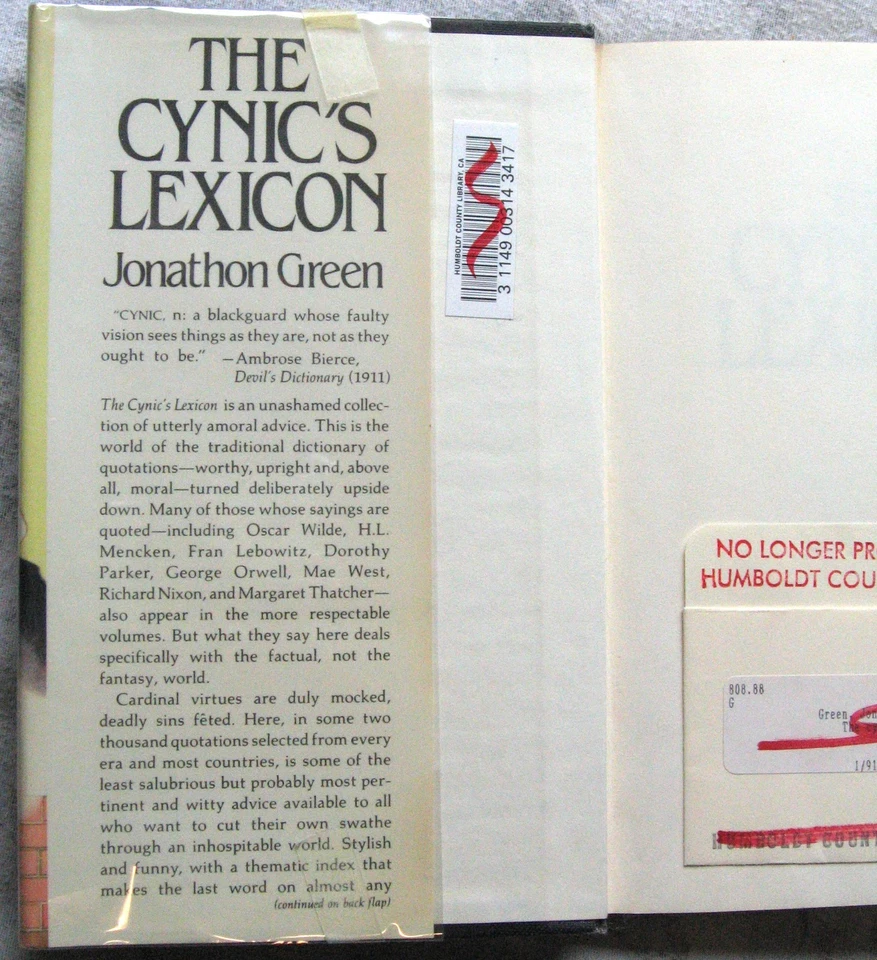 THE
CYNIC'S
LEXICON
Jonathon Green
"CYNIC, n: a blackguard whose faulty
vision sees things as they are, not as they
ought to be." —Ambrose Bierce,
Devil's Dictionary (1911)
The Cynic's Lexicon is an unashamed collec-
tion of utterly amoral advice. This is the
world of the traditional dictionary of
quotations—worthy, upright and, above
all, moral—turned deliberately upside
down. Many of those whose sayings are
quoted—including Oscar Wilde, H.L.
Mencken, Fran Lebowitz, Dorothy
Parker, George Orwell, Mae West,
Richard Nixon, and Margaret Thatcher—
also appear in the more respectable
volumes. But what they say here deals
specifically with the factual, not the
fantasy, world.
Cardinal virtues are duly mocked,
deadly sins fêted. Here, in some two
thousand quotations selected from every
era and most countries, is some of the
least salubrious but probably most per-
tinent and witty advice available to all
who want to cut their own swathe
through an inhospitable world. Stylish
and funny, with a thematic index that
makes the last word on almost any
(continued on back flap)
HUMBOLDT COUNTY LIBRARY, CA
3 1149 00314 3417
NO LONGER PR
HUMBOLDT COU
808.88
G
Green,
1/91
HUMBOLDT COUNT